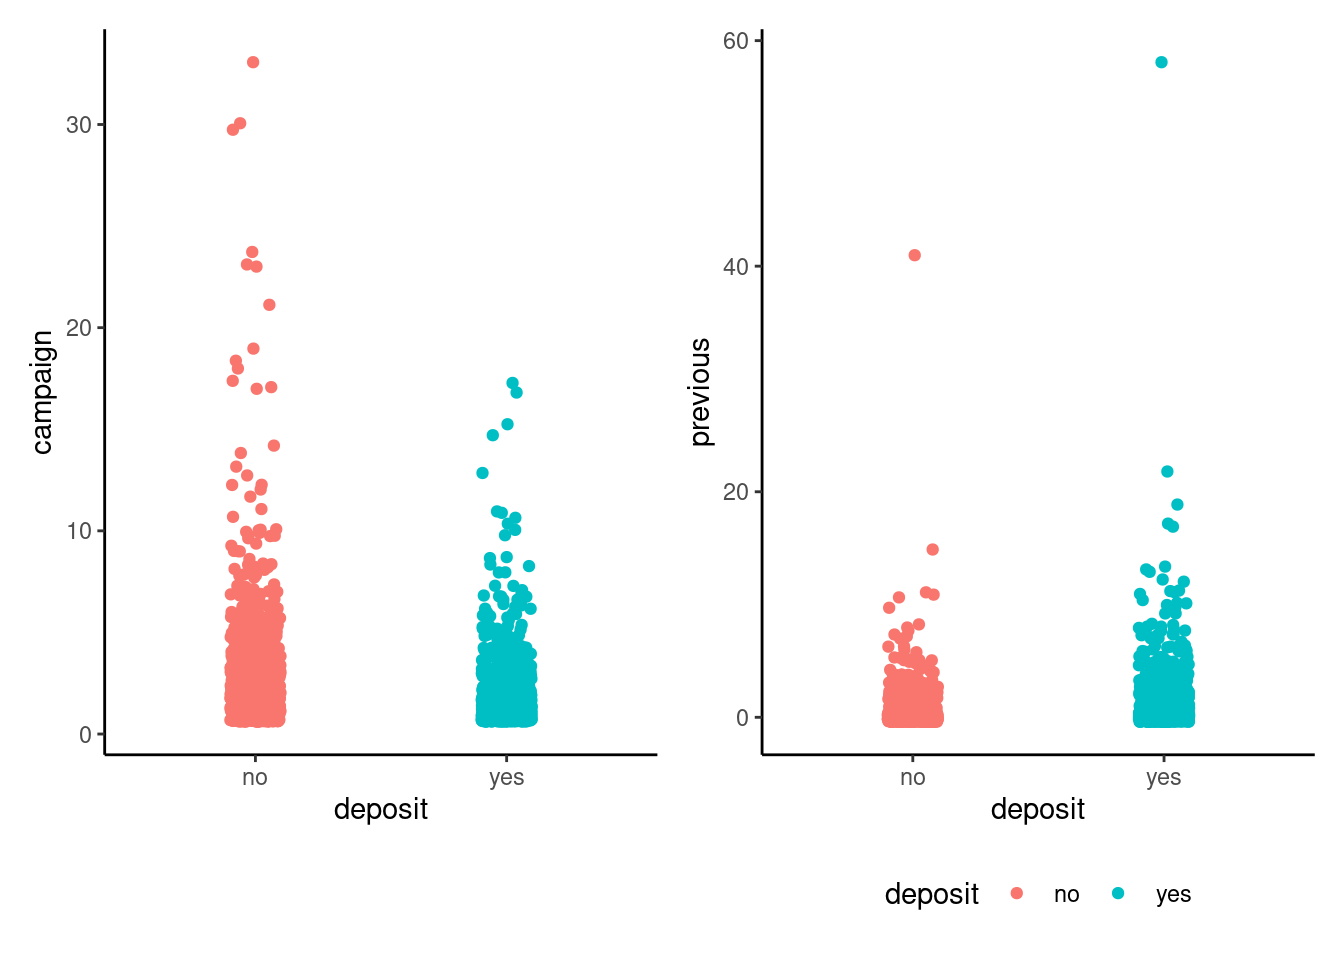 campaign
30
20
10
0
no yes
deposit
previous
60
40
20
0
no yes
deposit
deposit no yes